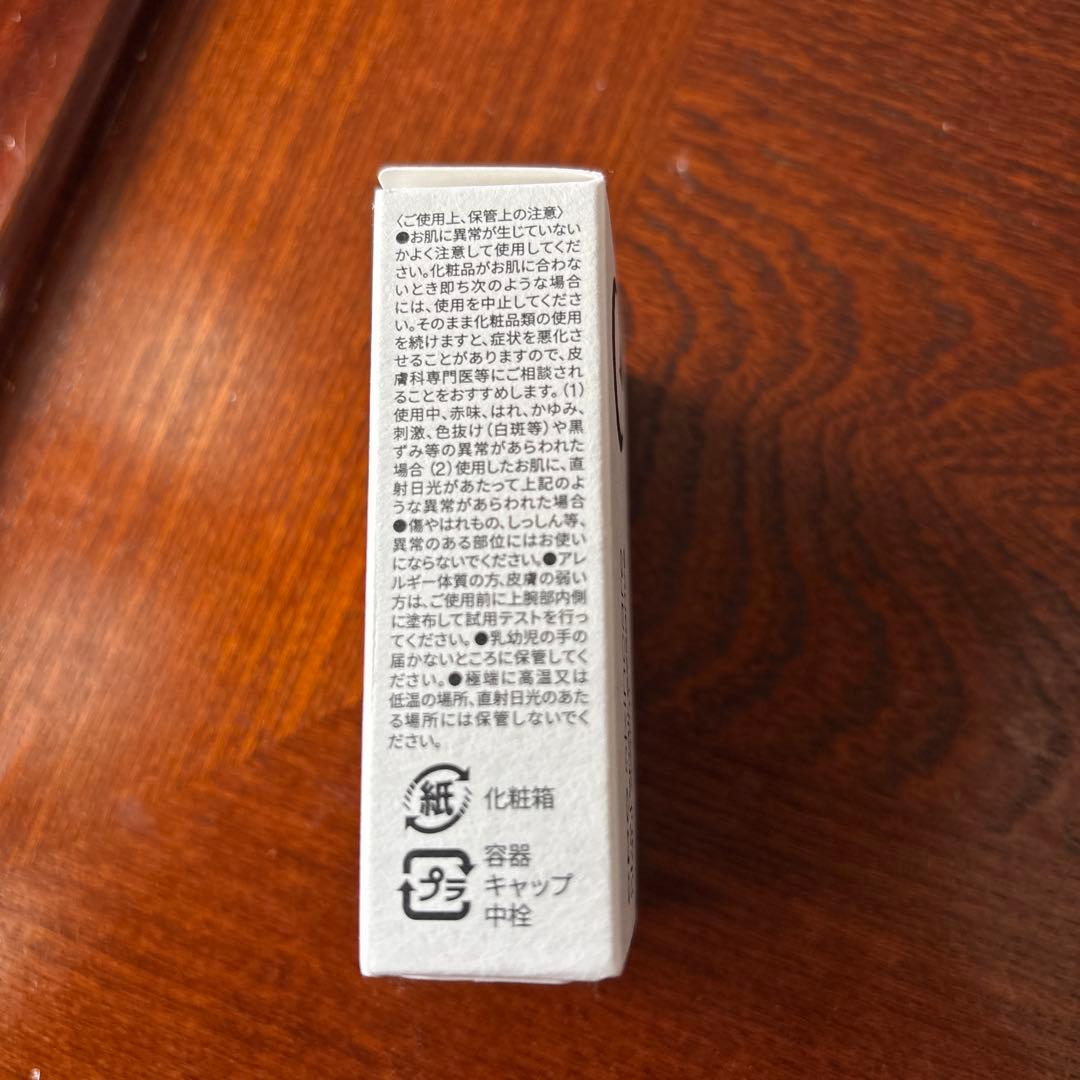 〈ご使用上、保管上の注意〉
●お肌に異常が生じていない
かよく注意して使用してくだ
さい。化粧品がお肌に合わな
いとき即ち次のような場合
には、使用を中止してくださ
い。そのまま化粧品類の使用
を続けますと、症状を悪化さ
せることがありますので、皮
膚科専門医等にご相談され
ることをおすすめします。(1)
使用中、赤味、はれ、かゆみ、
刺激、色抜け(白斑等)や黒
ずみ等の異常があらわれた
場合(2)使用したお肌に、直
射日光があたって上記のよ
うな異常があらわれた場合
●傷やはれもの、しっしん等、
異常のある部位にはお使い
にならないでください。●アレ
ルギー体質の方、皮膚の弱い
方は、ご使用前に上腕部内側
に塗布して試用テストを行っ
てください。●乳幼児の手の
届かないところに保管してく
ださい。●極端に高温又は
低温の場所、直射日光のあた
る場所には保管しないでく
ださい。
紙 化粧箱
プラ 容器
キャップ
中栓